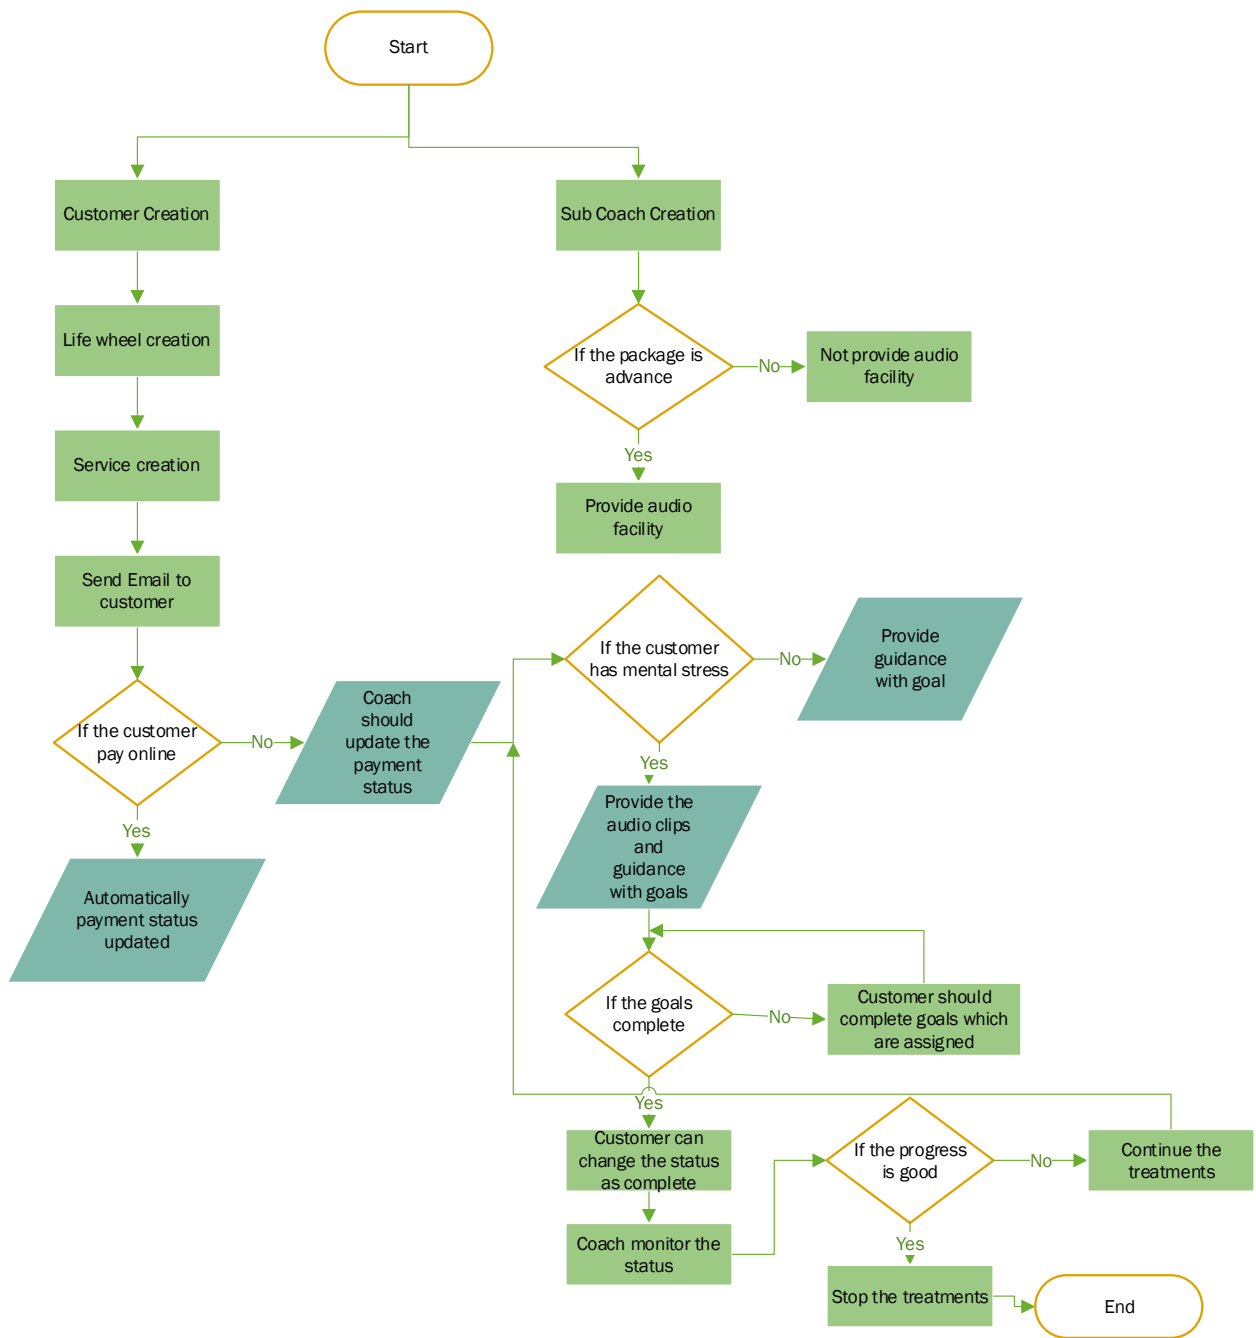 Start
Customer Creation
Sub Coach Creation
Life wheel creation
If the package is
advance
No
Not provide audio
facility
Yes
Service creation
Provide audio
facility
Send Email to
customer
If the customer
has mental stress
No
Provide
guidance
with goal
If the customer
pay online
No
Coach
should
update the
payment
status
Yes
Yes
Provide the
audio clips
and
guidance
with goals
Automatically
payment status
updated
If the goals
complete
No
Customer should
complete goals which
are assigned
Yes
Customer can
change the status
as complete
If the progress
is good
No
Continue the
treatments
Coach monitor the
status
Yes
Stop the treatments
End